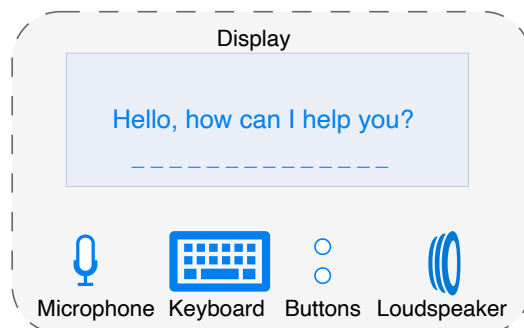 Display
Hello, how can I help you?
_ _ _ _ _ _ _ _ _ _ _ _ _ _
Microphone Keyboard Buttons Loudspeaker